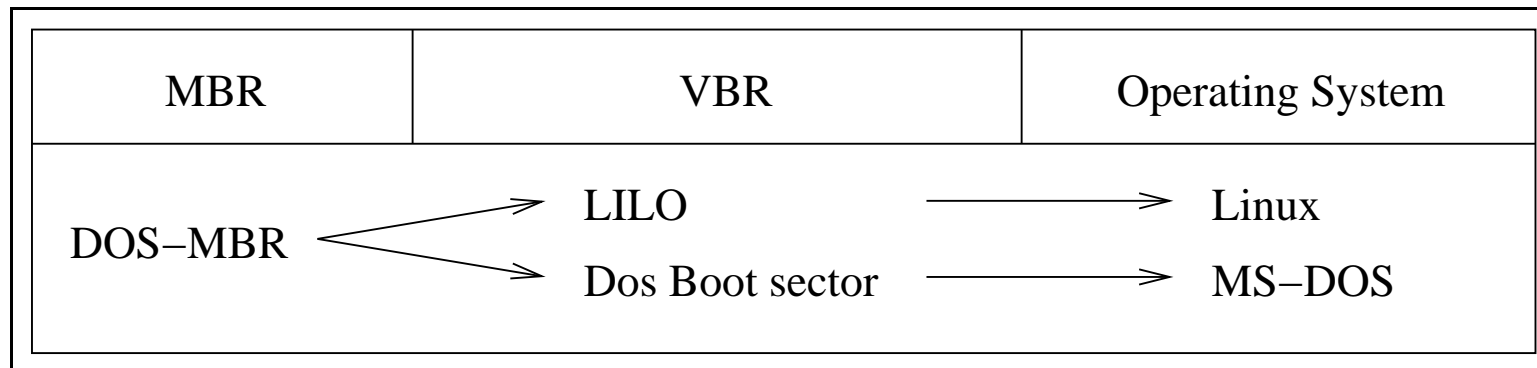 MBR VBR Operating System
LILO Linux
DOS−MBR
Dos Boot sector MS−DOS